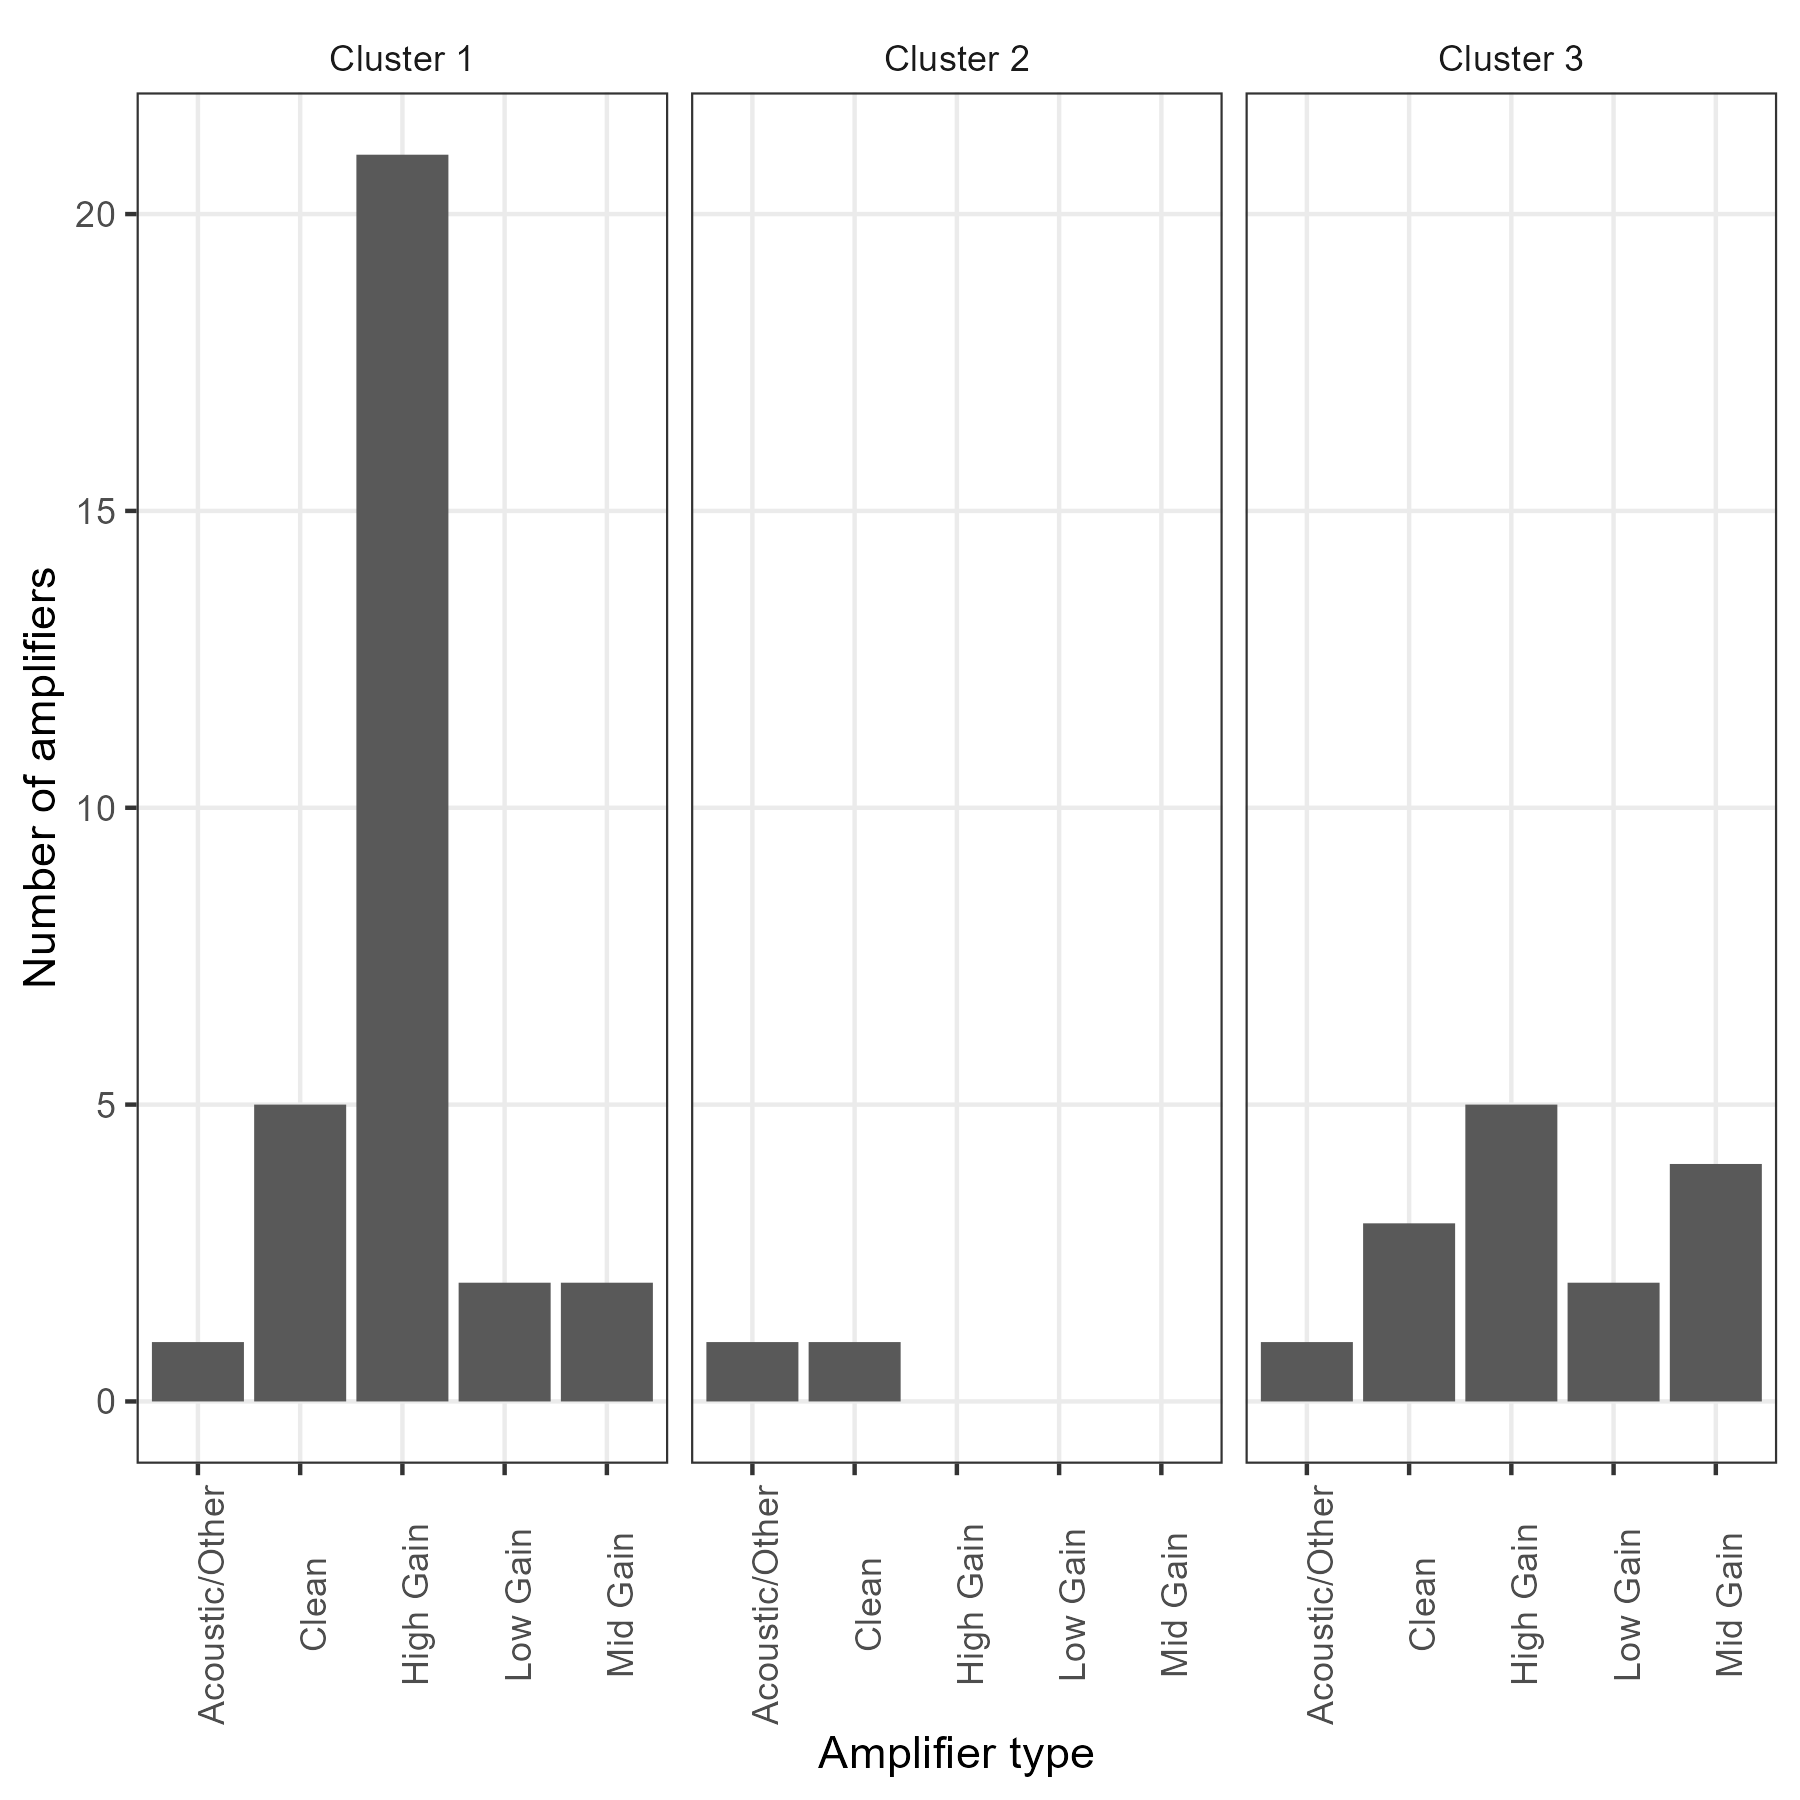 Cluster 1
Cluster 2
Cluster 3
Number of amplifiers
20
15
10
5
0
Acoustic/Other
Clean
High Gain
Low Gain
Mid Gain
Acoustic/Other
Clean
High Gain
Low Gain
Mid Gain
Acoustic/Other
Clean
High Gain
Low Gain
Mid Gain
Amplifier type